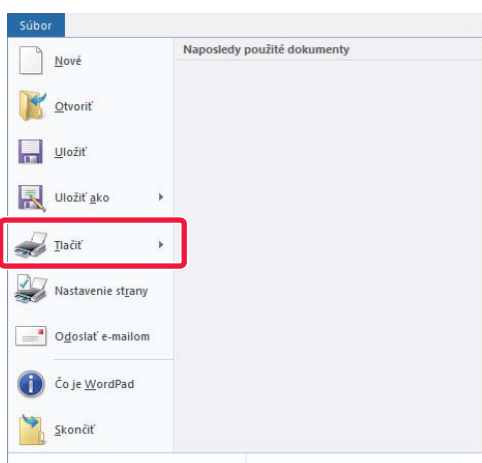 Súbor
Naposledy použité dokumenty
Nové
Otvoriť
Uložiť
Uložiť ako
Tlačiť
Nastavenie strany
Odoslať e-mailom
Čo je WordPad
Skončiť